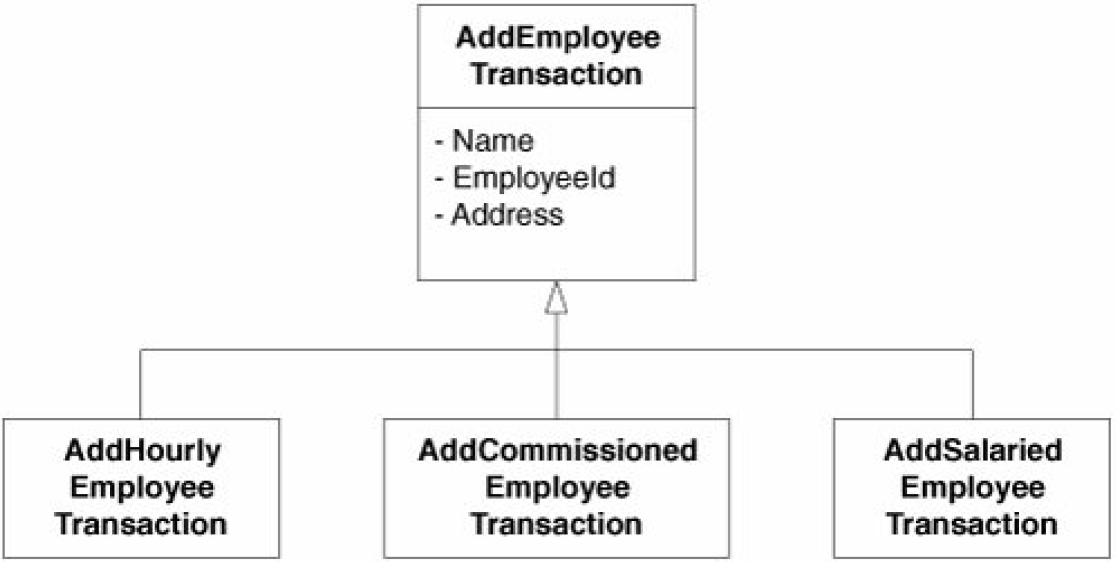 AddEmployee
Transaction
- Name
- EmployeeId
- Address
AddHourly
Employee
Transaction
AddCommissioned
Employee
Transaction
AddSalaried
Employee
Transaction